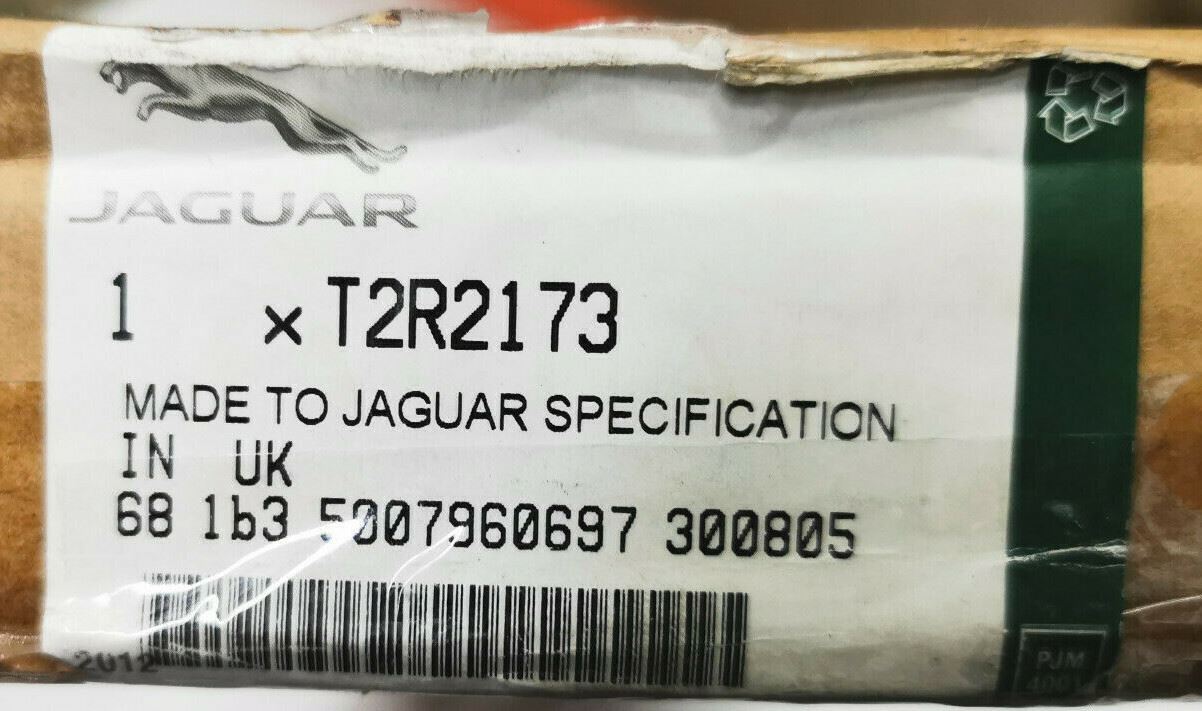 JAGUAR
1 x T2R2173
MADE TO JAGUAR SPECIFICATION
IN UK
68 1b3 5007960697 300805
2012
PJM